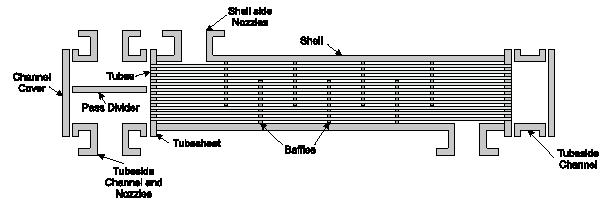 Shell side
Nozzles
Shell
Channel
Cover
Tubes
Pass Divider
Tubesheet
Baffles
Tubeside
Channel
Tubeside
Channel and
Nozzles